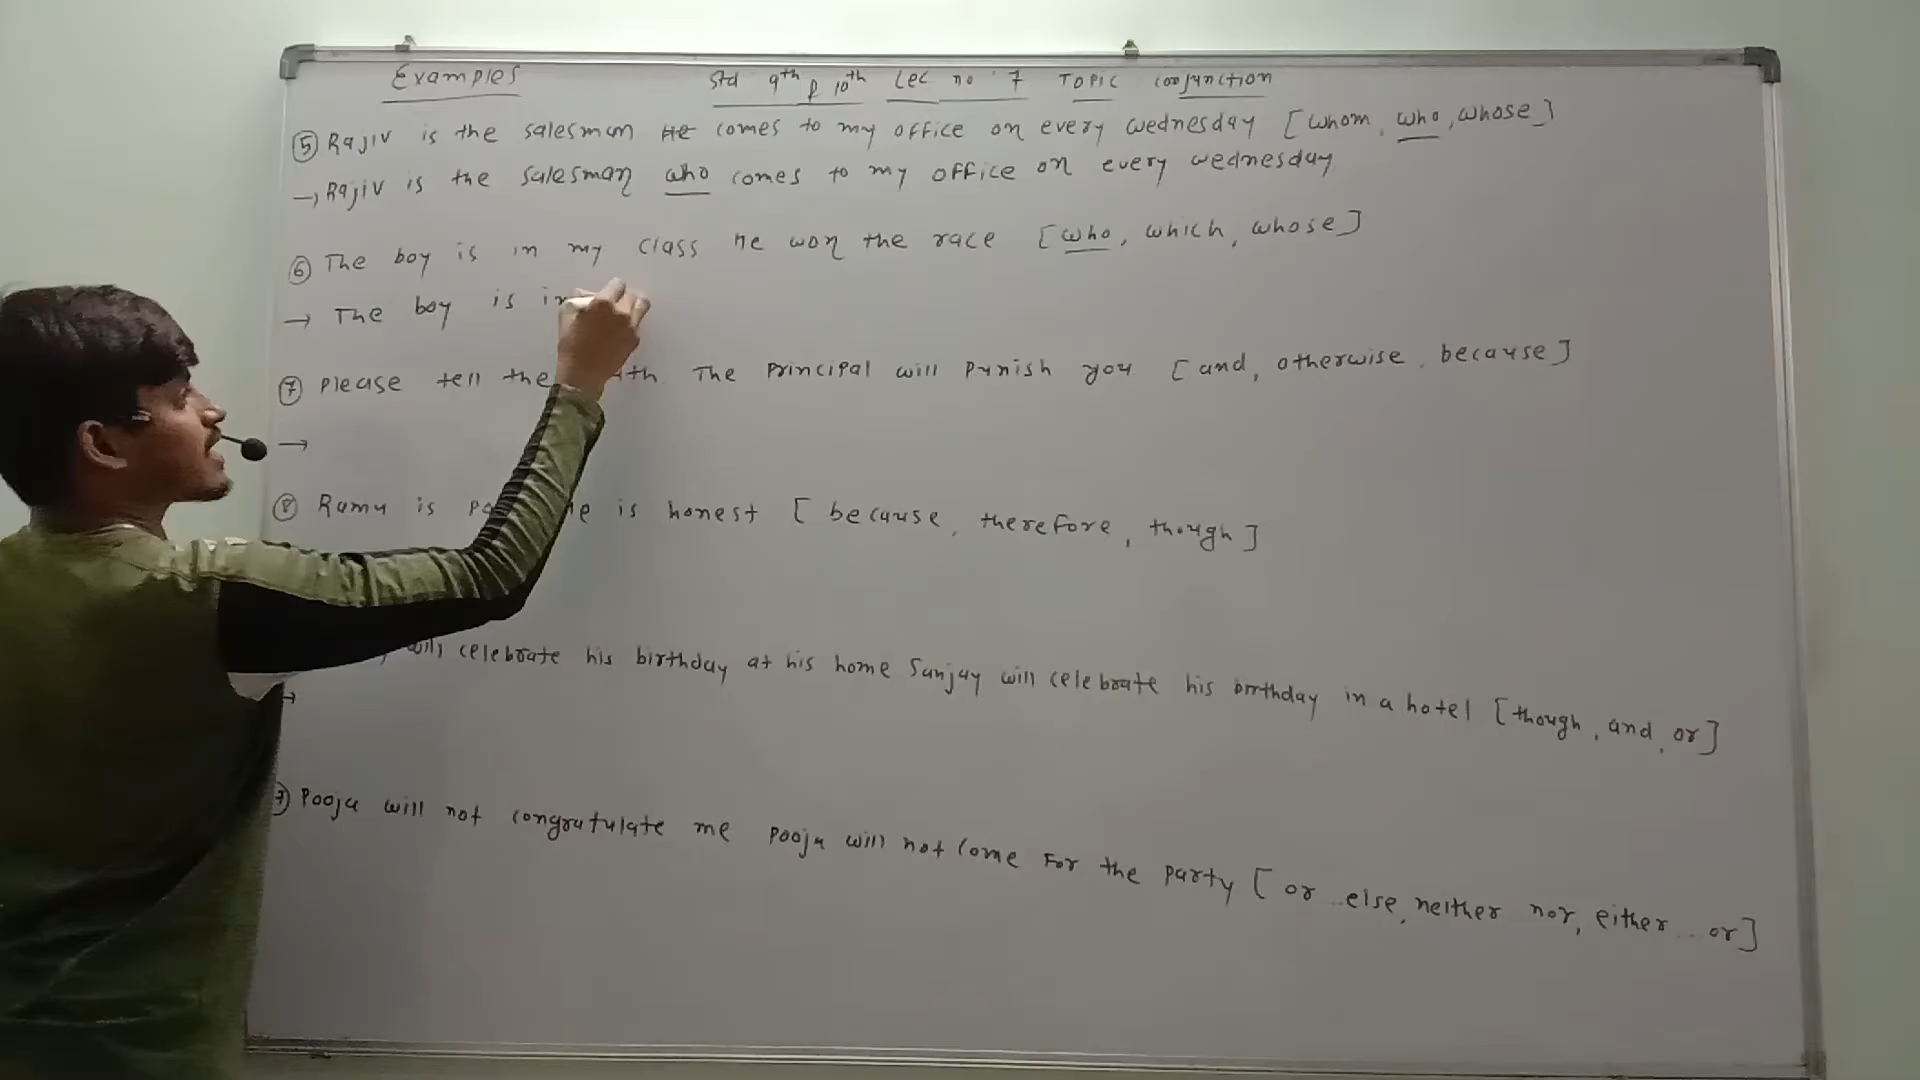 Examples Std 9th & 10th Lec no 7 Topic conjunction
⑤ Rajiv is the salesman He comes to my office on every wednesday [whom, who, whose]
→ Rajiv is the salesman who comes to my office on every wednesday
⑥ The boy is in my class He won the race [who, which, whose]
→ The boy is in
⑦ Please tell the The principal will punish you [and, otherwise, because]
→
⑧ Ramu is is honest [because, therefore, though]
will celebrate his birthday at his home Sanjay will celebrate his birthday in a hotel [though, and, or]
→
Pooja will not congratulate me Pooja will not come for the party [or else, neither nor, either .. or]